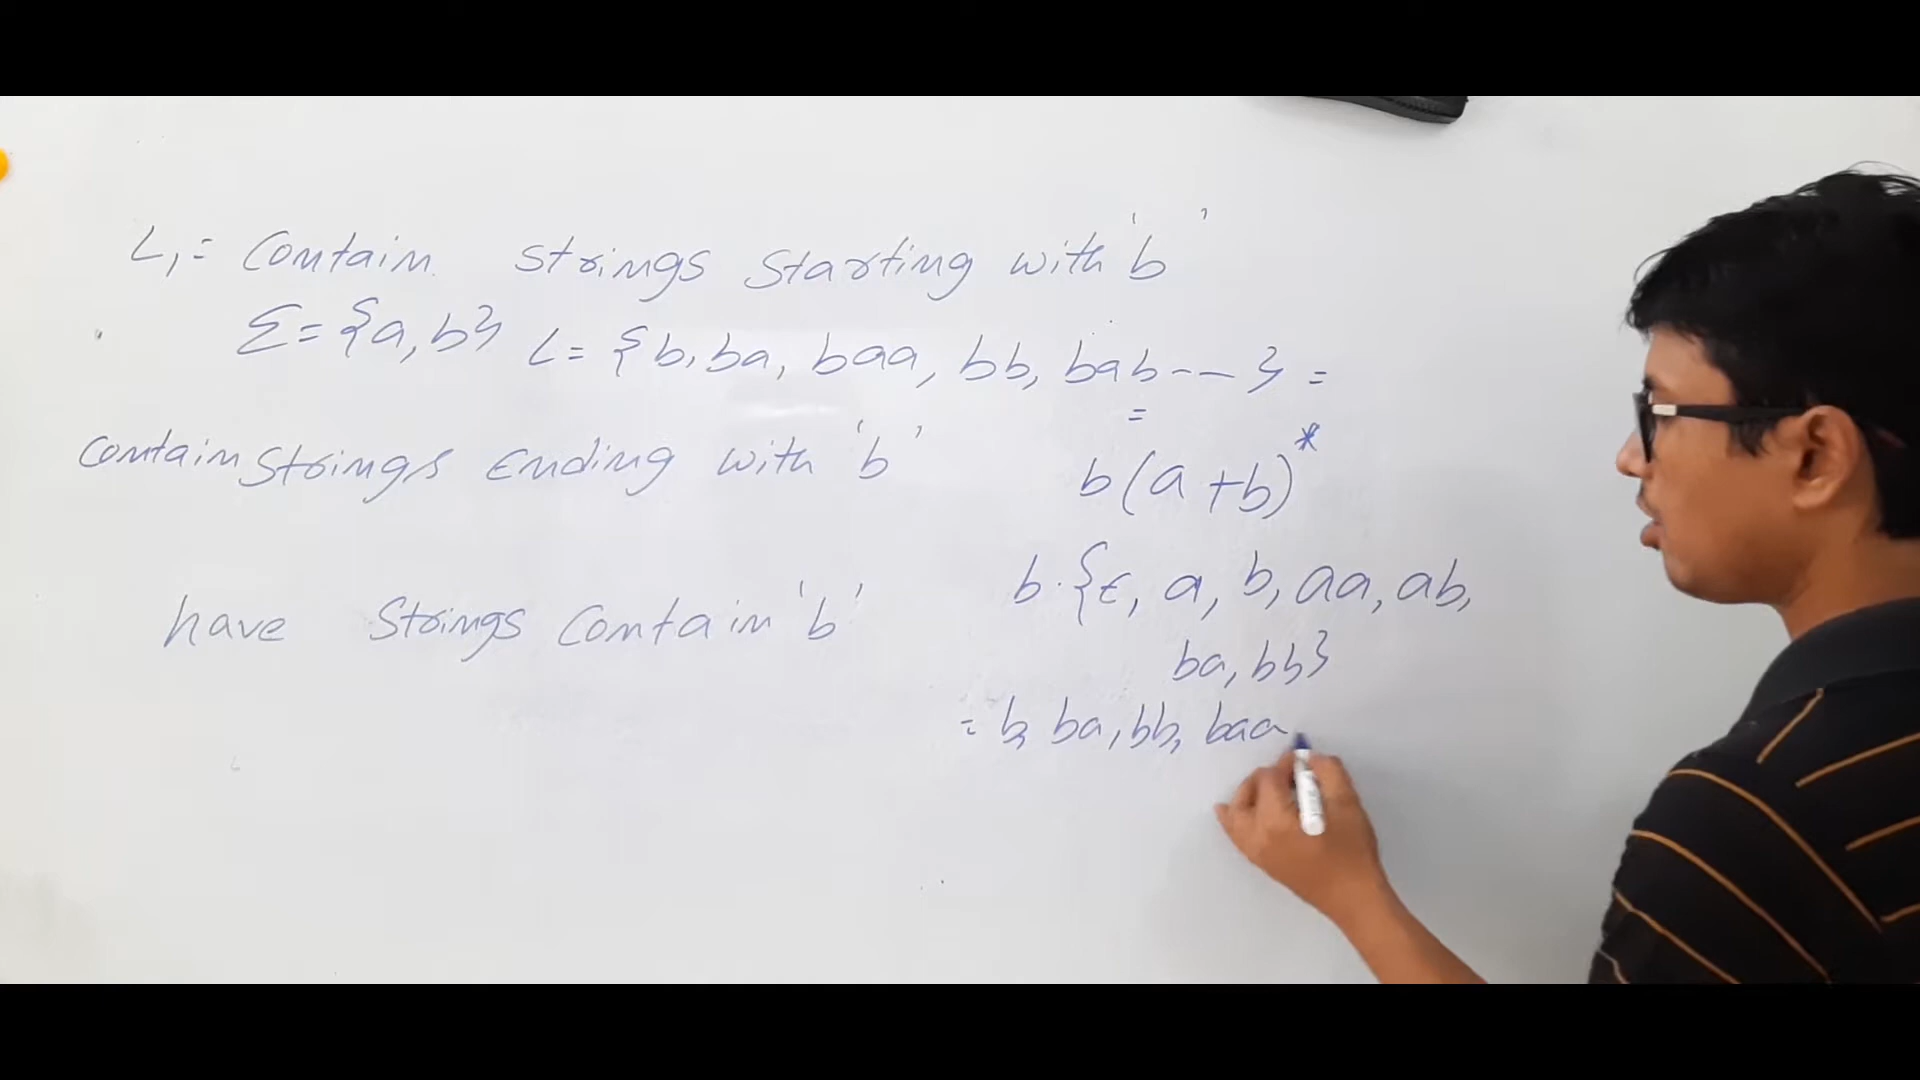 L₁ = Contain strings starting with 'b'
Σ = {a, b} L = {b, ba, baa, bb, bab -- } =
=
Contain strings Ending with 'b'
b(a+b)*
b·{ε, a, b, aa, ab,
ba, bb}
have Strings Contain 'b'
= b, ba, bb, baa